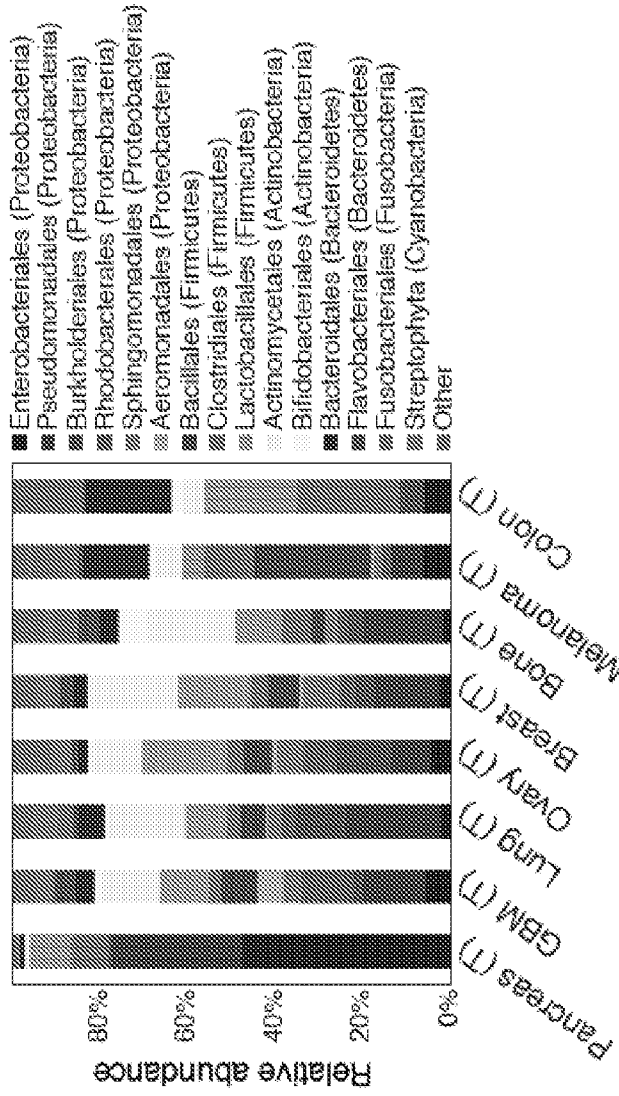 Relative abundance
80%
60%
40%
20%
0%
Pancreas (T)
GBM (T)
Lung (T)
Ovary (T)
Breast (T)
Bone (T)
Melanoma (T)
Colon (T)
Enterobacteriales (Proteobacteria)
Pseudomonadales (Proteobacteria)
Burkholderiales (Proteobacteria)
Rhodobacterales (Proteobacteria)
Sphingomonadales (Proteobacteria)
Aeromonadales (Proteobacteria)
Bacillales (Firmicutes)
Clostridiales (Firmicutes)
Lactobacillales (Firmicutes)
Actinomycetales (Actinobacteria)
Bifidobacteriales (Actinobacteria)
Bacteroidales (Bacteroidetes)
Flavobacteriales (Bacteroidetes)
Fusobacteriales (Fusobacteria)
Streptophyta (Cyanobacteria)
Other